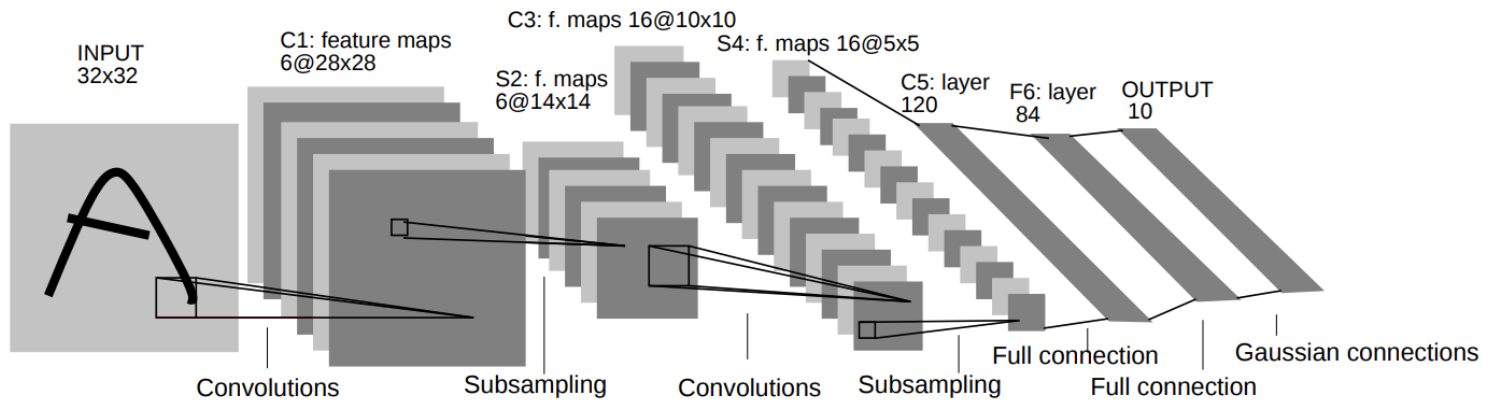 INPUT
32x32
C1: feature maps
6@28x28
S2: f. maps
6@14x14
C3: f. maps 16@10x10
S4: f. maps 16@5x5
C5: layer
120
F6: layer
84
OUTPUT
10
Convolutions
Subsampling
Convolutions
Subsampling
Full connection
Full connection
Gaussian connections